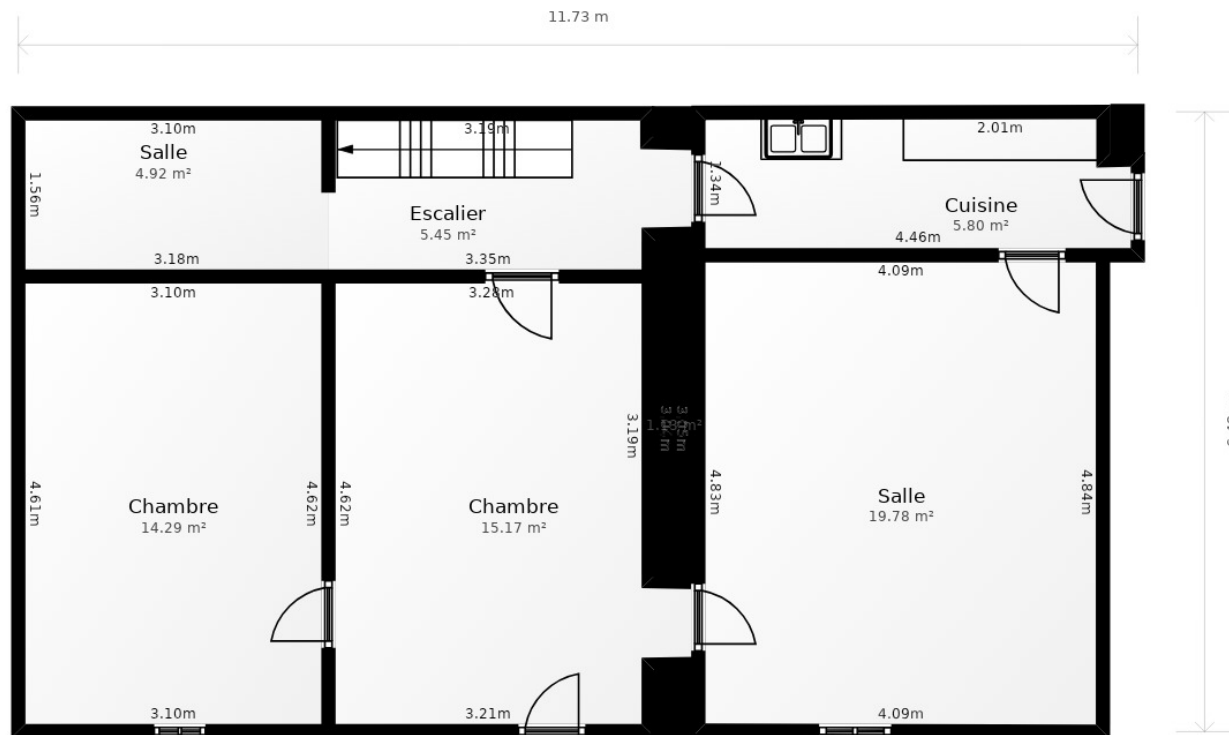 11.73 m
3.10m
Salle
4.92 m²
1.56m
3.18m
3.19m
Escalier
5.45 m²
3.35m
2.01m
1.34m
Cuisine
5.80 m²
4.46m
3.10m
4.61m
Chambre
14.29 m²
4.62m
3.10m
3.28m
4.62m
Chambre
15.17 m²
3.19m
3.21m
4.09m
4.83m
Salle
19.78 m²
4.84m
4.09m